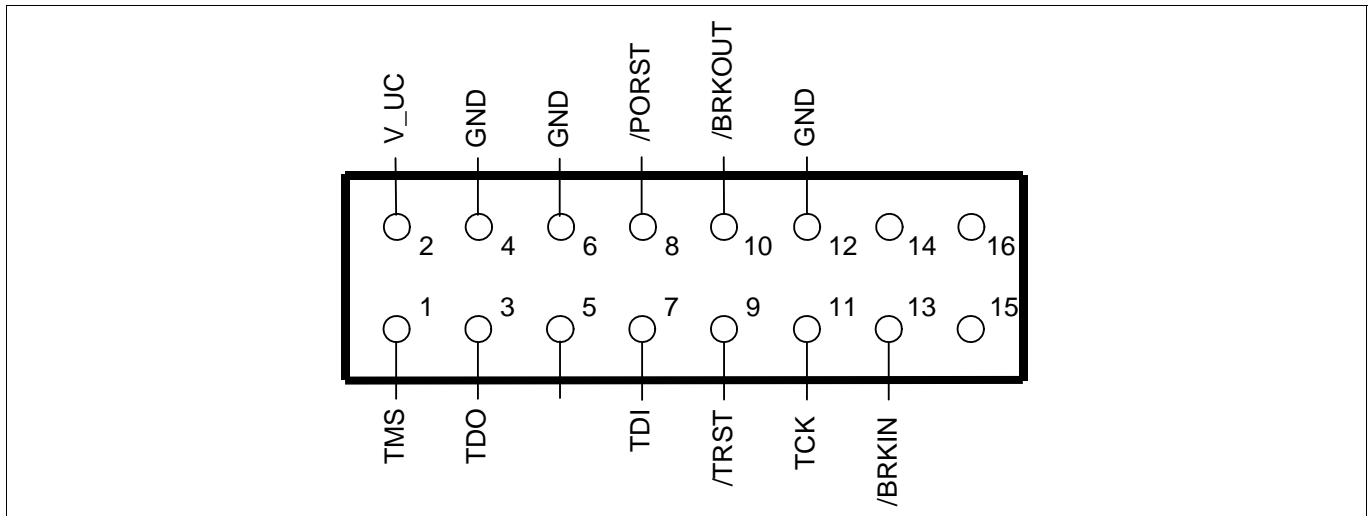 V_UC
GND
GND
/PORST
/BRKOUT
GND
2
4
6
8
10
12
14
16
1
3
5
7
9
11
13
15
TMS
TDO
TDI
/TRST
TCK
/BRKIN